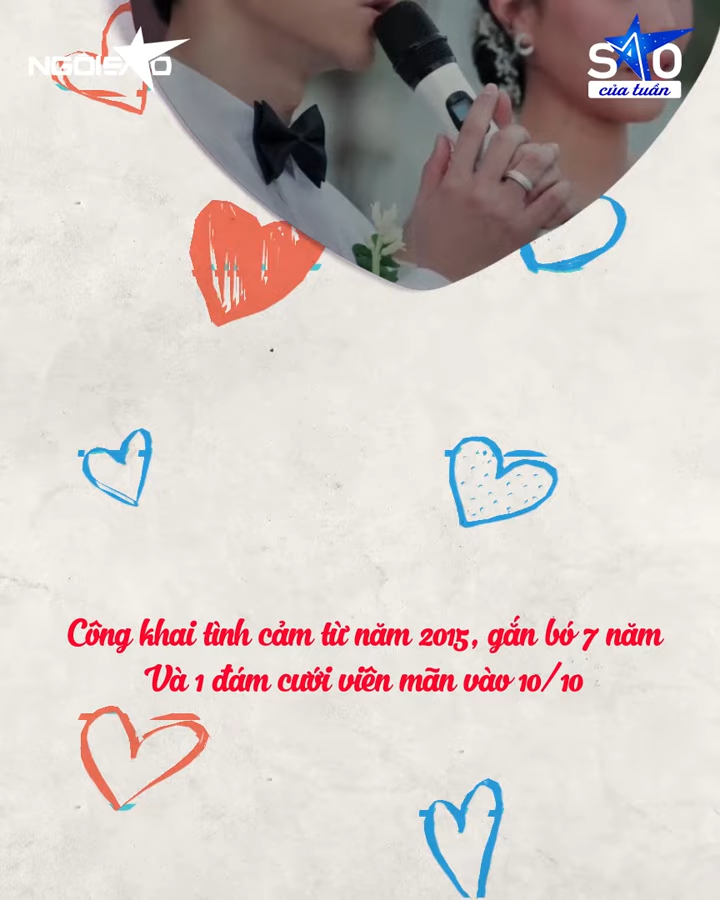 NGOISAO
SAO
của tuần
Công khai tình cảm từ năm 2015, gắn bó 7 năm
Và 1 đám cưới viên mãn vào 10/10